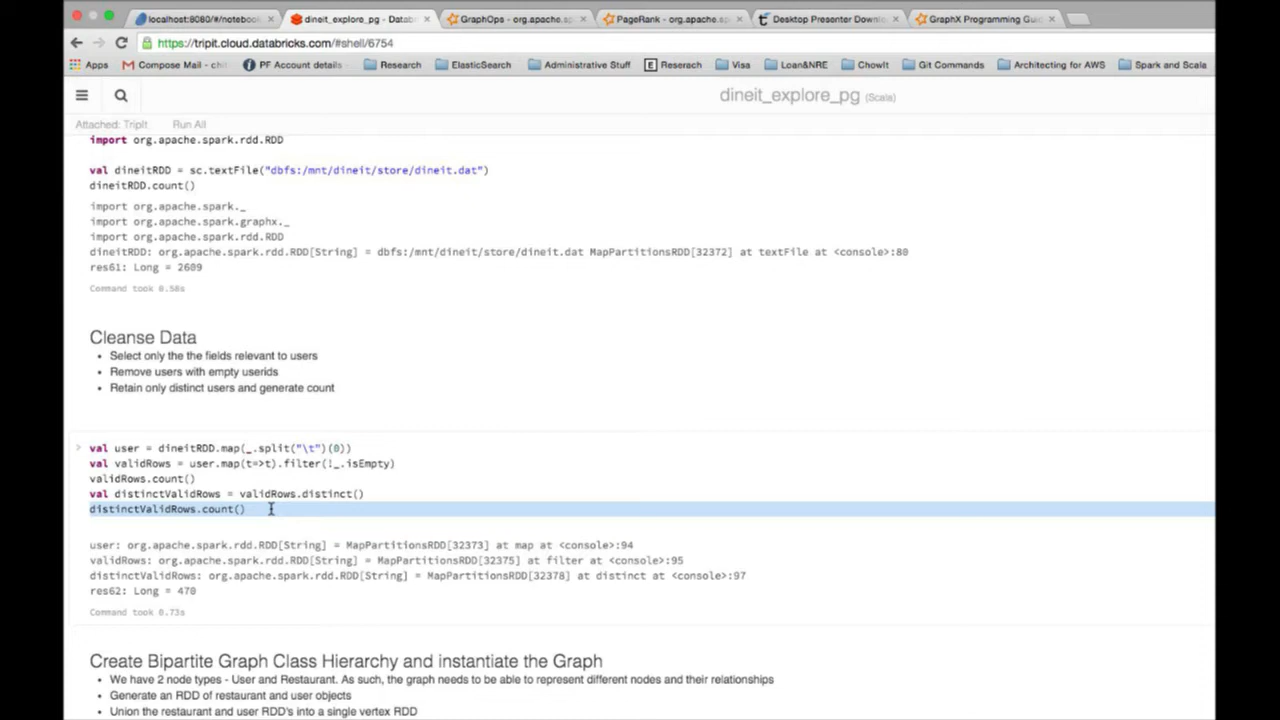 localhost:8080/#/notebook
dineit_explore_pg - Datab
GraphOps - org.apache.sp
PageRank - org.apache.sp
Desktop Presenter Downl
GraphX Programming Gui
https://tripit.cloud.databricks.com/#shell/6754
Apps
Compose Mail - chi
PF Account details
Research
ElasticSearch
Administrative Stuff
Reserach
Visa
Loan&NRE
ChowIt
Git Commands
Architecting for AWS
Spark and Scala
dineit_explore_pg (Scala)
Attached: TripIt Run All
import org.apache.spark.rdd.RDD
val dineitRDD = sc.textFile("dbfs:/mnt/dineit/store/dineit.dat")
dineitRDD.count()
import org.apache.spark._
import org.apache.spark.graphx._
import org.apache.spark.rdd.RDD
dineitRDD: org.apache.spark.rdd.RDD[String] = dbfs:/mnt/dineit/store/dineit.dat MapPartitionsRDD[32372] at textFile at <console>:80
res61: Long = 2609
Command took 0.58s
Cleanse Data
• Select only the the fields relevant to users
• Remove users with empty userids
• Retain only distinct users and generate count
> val user = dineitRDD.map(_.split("\t")(0))
val validRows = user.map(t=>t).filter(!_.isEmpty)
validRows.count()
val distinctValidRows = validRows.distinct()
distinctValidRows.count()
user: org.apache.spark.rdd.RDD[String] = MapPartitionsRDD[32373] at map at <console>:94
validRows: org.apache.spark.rdd.RDD[String] = MapPartitionsRDD[32375] at filter at <console>:95
distinctValidRows: org.apache.spark.rdd.RDD[String] = MapPartitionsRDD[32378] at distinct at <console>:97
res62: Long = 470
Command took 0.73s
Create Bipartite Graph Class Hierarchy and instantiate the Graph
• We have 2 node types - User and Restaurant. As such, the graph needs to be able to represent different nodes and their relationships
• Generate an RDD of restaurant and user objects
• Union the restaurant and user RDD's into a single vertex RDD